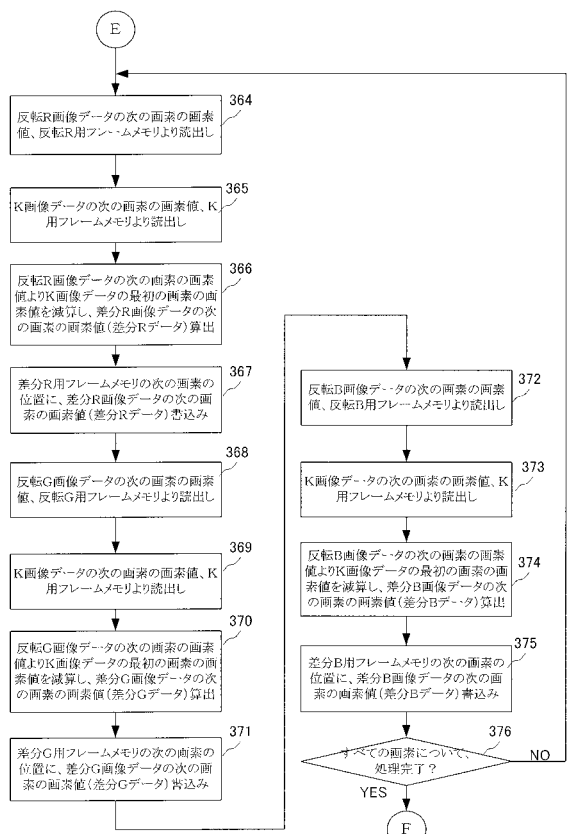 E
364
反転R画像データの次の画素の画素
値、反転R用フレームメモリより読出し
365
K画像データの次の画素の画素値、K
用フレームメモリより読出し
366
反転R画像データの次の画素の画素
値よりK画像データの最初の画素の画
素値を減算し、差分R画像データの次
の画素の画素値(差分Rデータ)算出
367
差分R用フレームメモリの次の画素の
位置に、差分R画像データの次の画
素の画素値(差分Rデータ)書込み
368
反転G画像データの次の画素の画素
値、反転G用フレームメモリより読出し
369
K画像データの次の画素の画素値、K
用フレームメモリより読出し
370
反転G画像データの次の画素の画素
値よりK画像データの最初の画素の画
素値を減算し、差分G画像データの次
の画素の画素値(差分Gデータ)算出
371
差分G用フレームメモリの次の画素の
位置に、差分G画像データの次の画
素の画素値(差分Gデータ)書込み
372
反転B画像データの次の画素の画素
値、反転B用フレームメモリより読出し
373
K画像データの次の画素の画素値、K
用フレームメモリより読出し
374
反転B画像データの次の画素の画素
値よりK画像データの最初の画素の画
素値を減算し、差分B画像データの次
の画素の画素値(差分Bデータ)算出
375
差分B用フレームメモリの次の画素の
位置に、差分B画像データの次の画
素の画素値(差分Bデータ)書込み
376
すべての画素について、
処理完了?
NO
YES
F